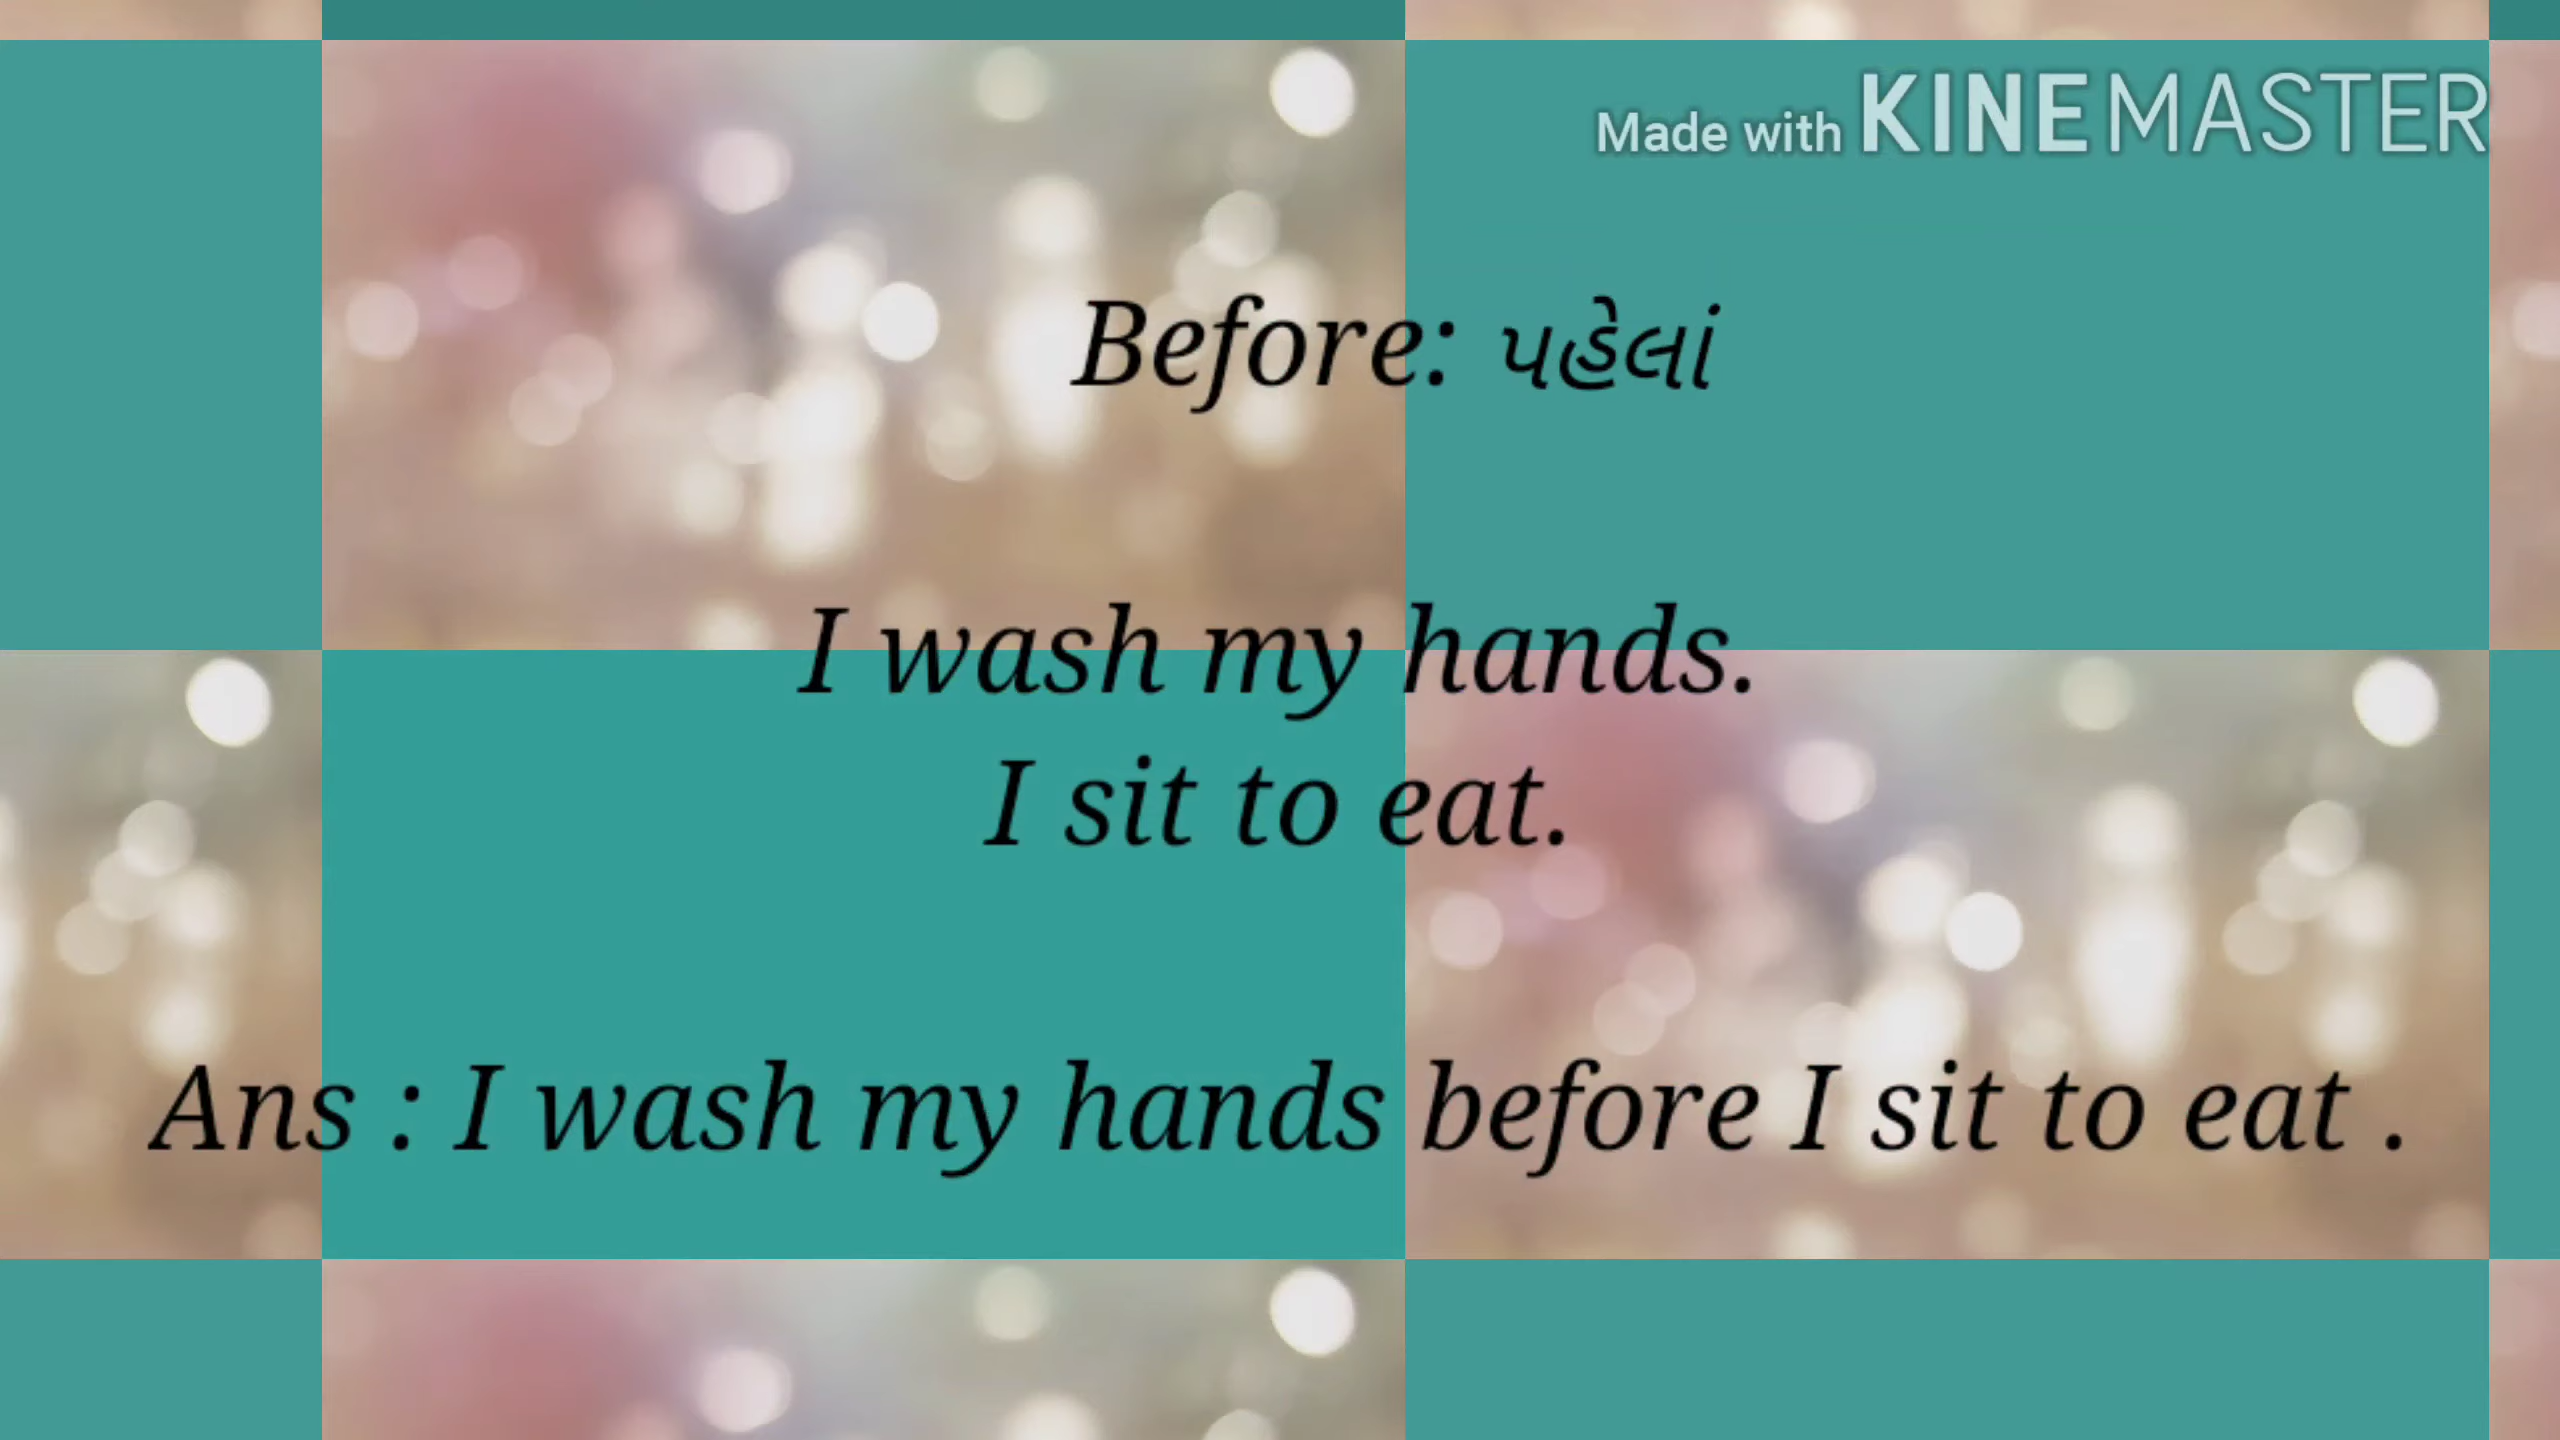 Made with KINEMASTER
Before: પહેલાં
I wash my hands.
I sit to eat.
Ans : I wash my hands before I sit to eat .